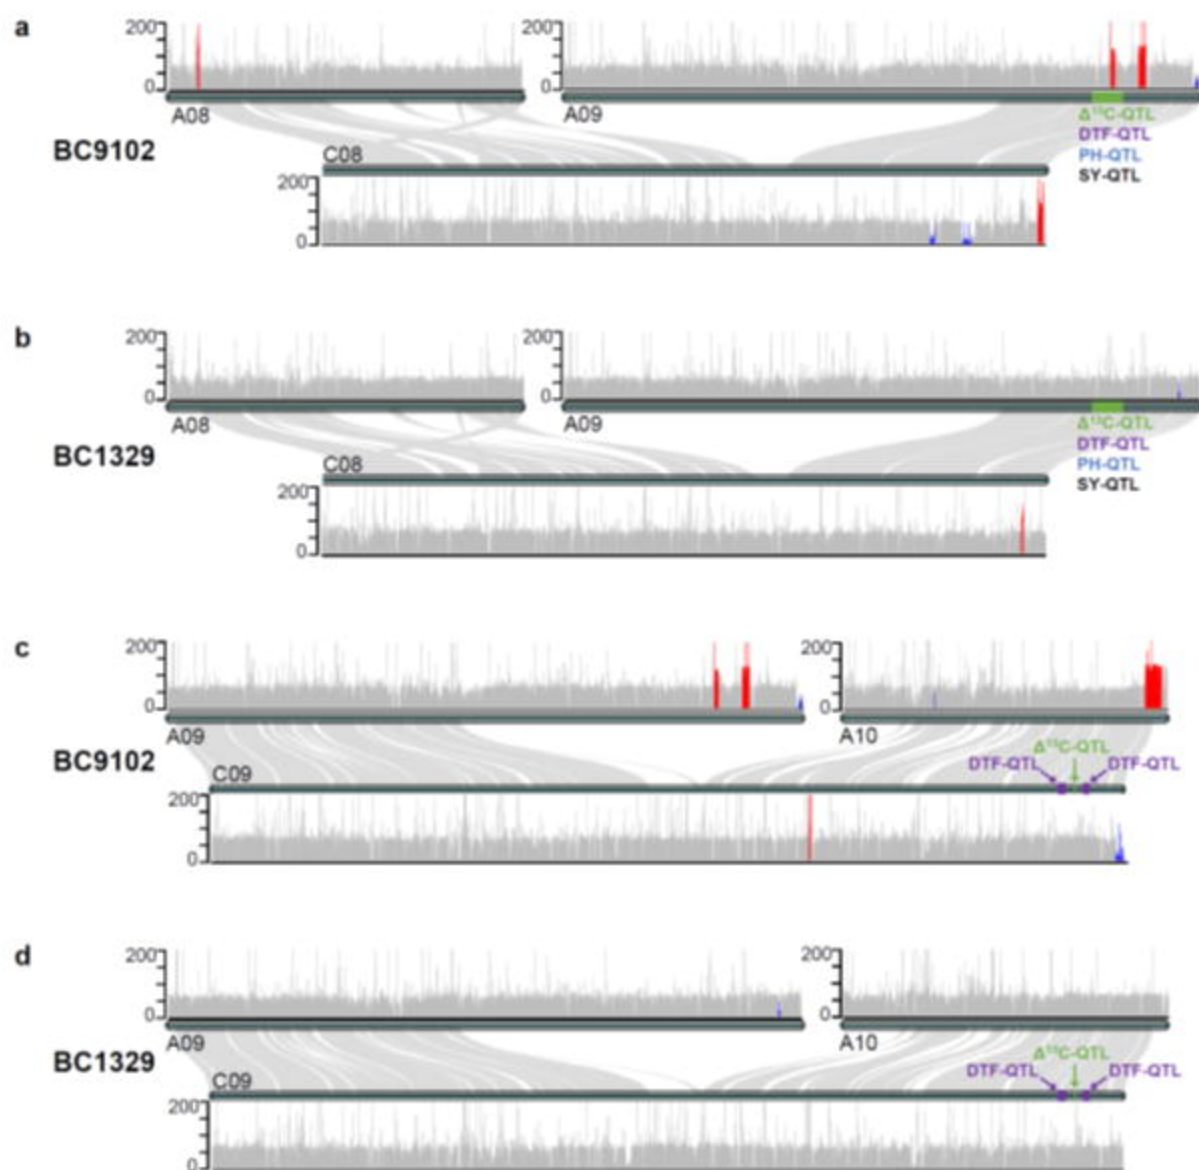 a
200
0
A08
200
0
A09
Δ¹³C-QTL
DTF-QTL
PH-QTL
SY-QTL
BC9102
C08
200
0
b
200
0
A08
200
0
A09
Δ¹³C-QTL
DTF-QTL
PH-QTL
SY-QTL
BC1329
C08
200
0
c
200
0
A09
200
0
A10
BC9102
Δ¹³C-QTL
DTF-QTL DTF-QTL
C09
200
0
d
200
0
A09
200
0
A10
BC1329
Δ¹³C-QTL
DTF-QTL DTF-QTL
C09
200
0